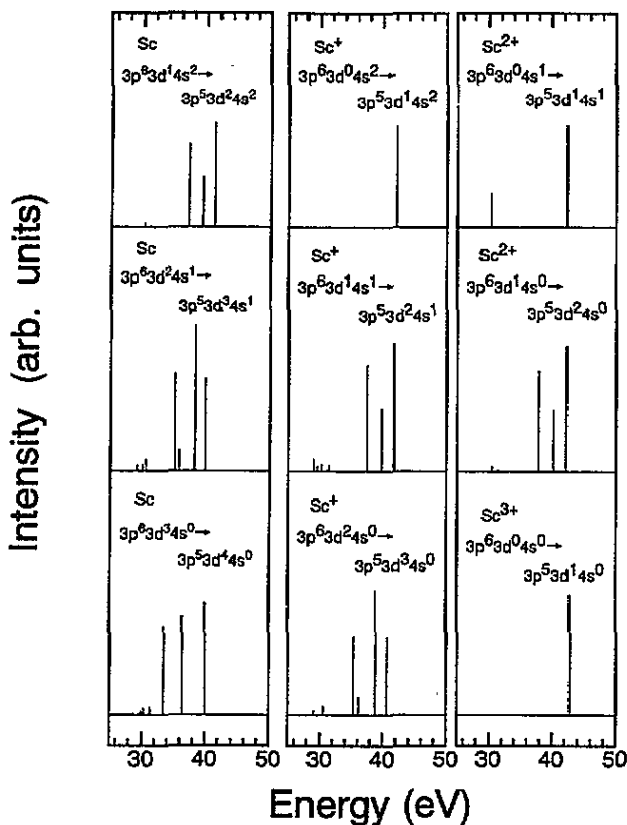 Intensity (arb. units)
Sc
3p⁶3d¹4s²→
3p⁵3d²4s²
Sc⁺
3p⁶3d⁰4s²→
3p⁵3d¹4s²
Sc²⁺
3p⁶3d⁰4s¹→
3p⁵3d¹4s¹
Sc
3p⁶3d²4s¹→
3p⁵3d³4s¹
Sc⁺
3p⁶3d¹4s¹→
3p⁵3d²4s¹
Sc²⁺
3p⁶3d¹4s⁰→
3p⁵3d²4s⁰
Sc
3p⁶3d³4s⁰→
3p⁵3d⁴4s⁰
Sc⁺
3p⁶3d²4s⁰→
3p⁵3d³4s⁰
Sc³⁺
3p⁶3d⁰4s⁰→
3p⁵3d¹4s⁰
30 40 50 30 40 50 30 40 50
Energy (eV)